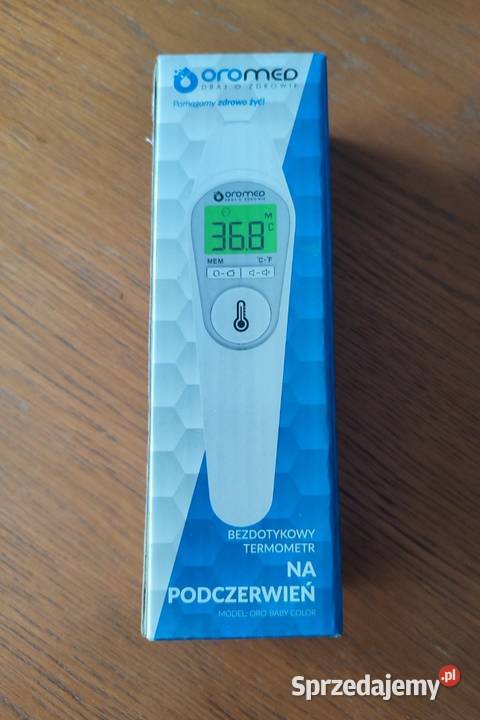 OROMED
DBAJ O ZDROWIE
Pomagamy zdrowo żyć!
OROMED
DBAJ O ZDROWIE
M
36.8 °C
MEM °C-°F
BEZDOTYKOWY
TERMOMETR
NA
PODCZERWIEŃ
MODEL: ORO-BABY COLOR
Sprzedajemy.pl